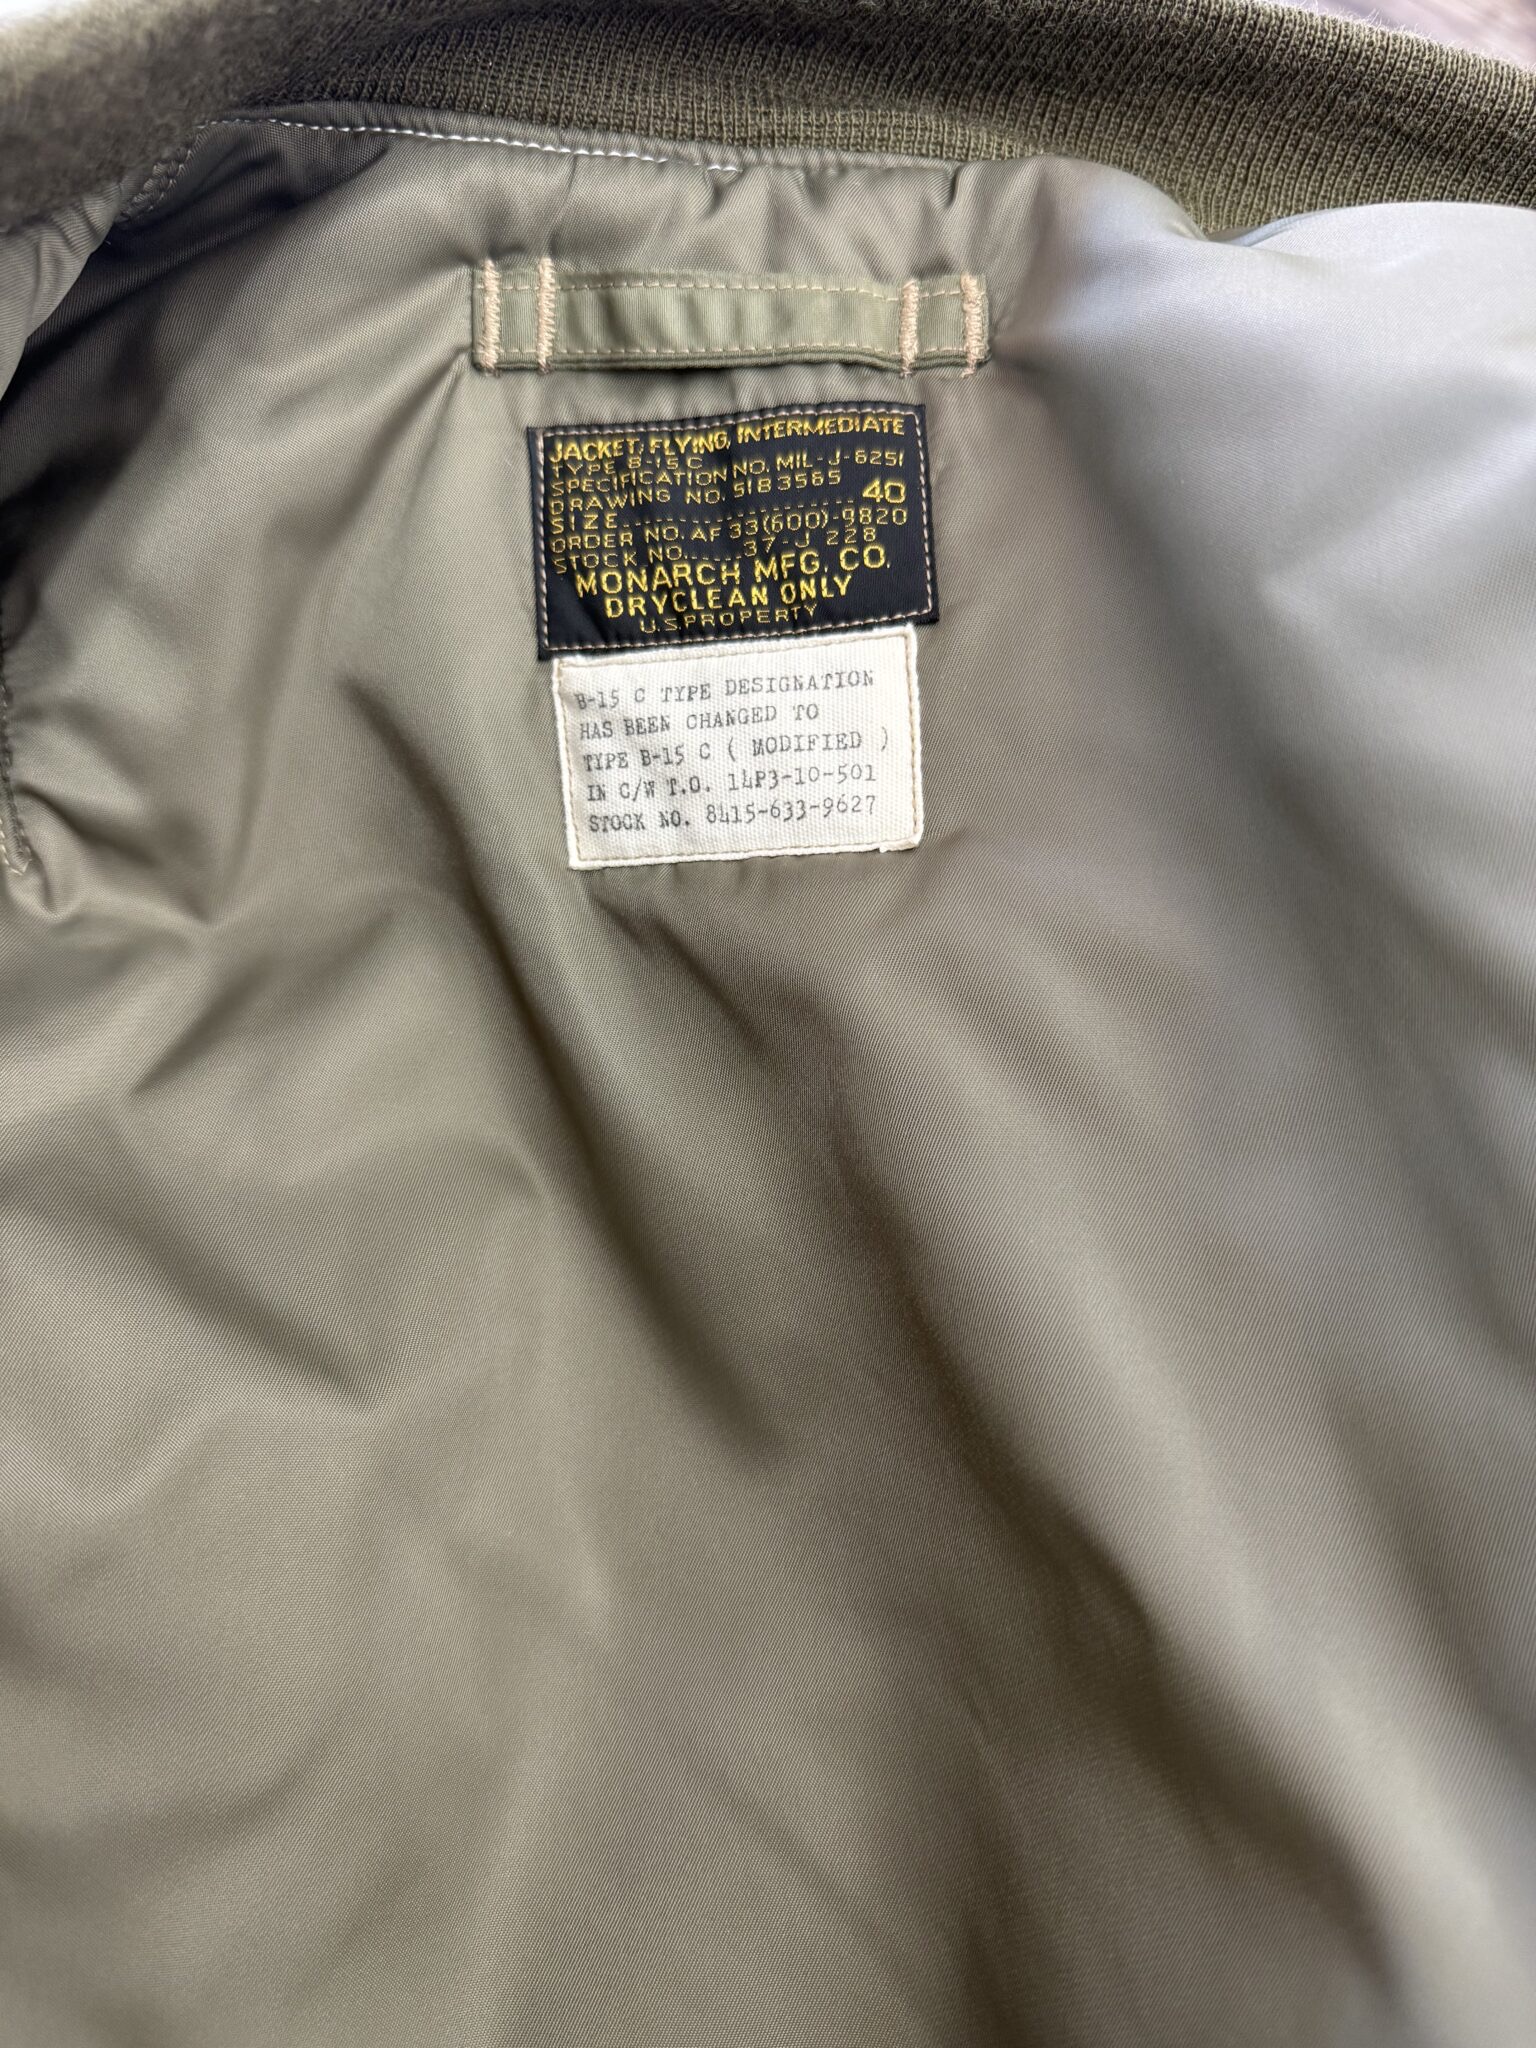 JACKET, FLYING, INTERMEDIATE
TYPE B-15 C
SPECIFICATION NO. MIL-J-6251
DRAWING NO. 51B3585
SIZE.......................40
ORDER NO. AF 33(600)-9820
STOCK NO......37-J 228
MONARCH MFG. CO.
DRYCLEAN ONLY
U.S. PROPERTY
B-15 C TYPE DESIGNATION
HAS BEEN CHANGED TO
TYPE B-15 C ( MODIFIED )
IN C/W T.O. 14P3-10-501
STOCK NO. 8415-633-9627